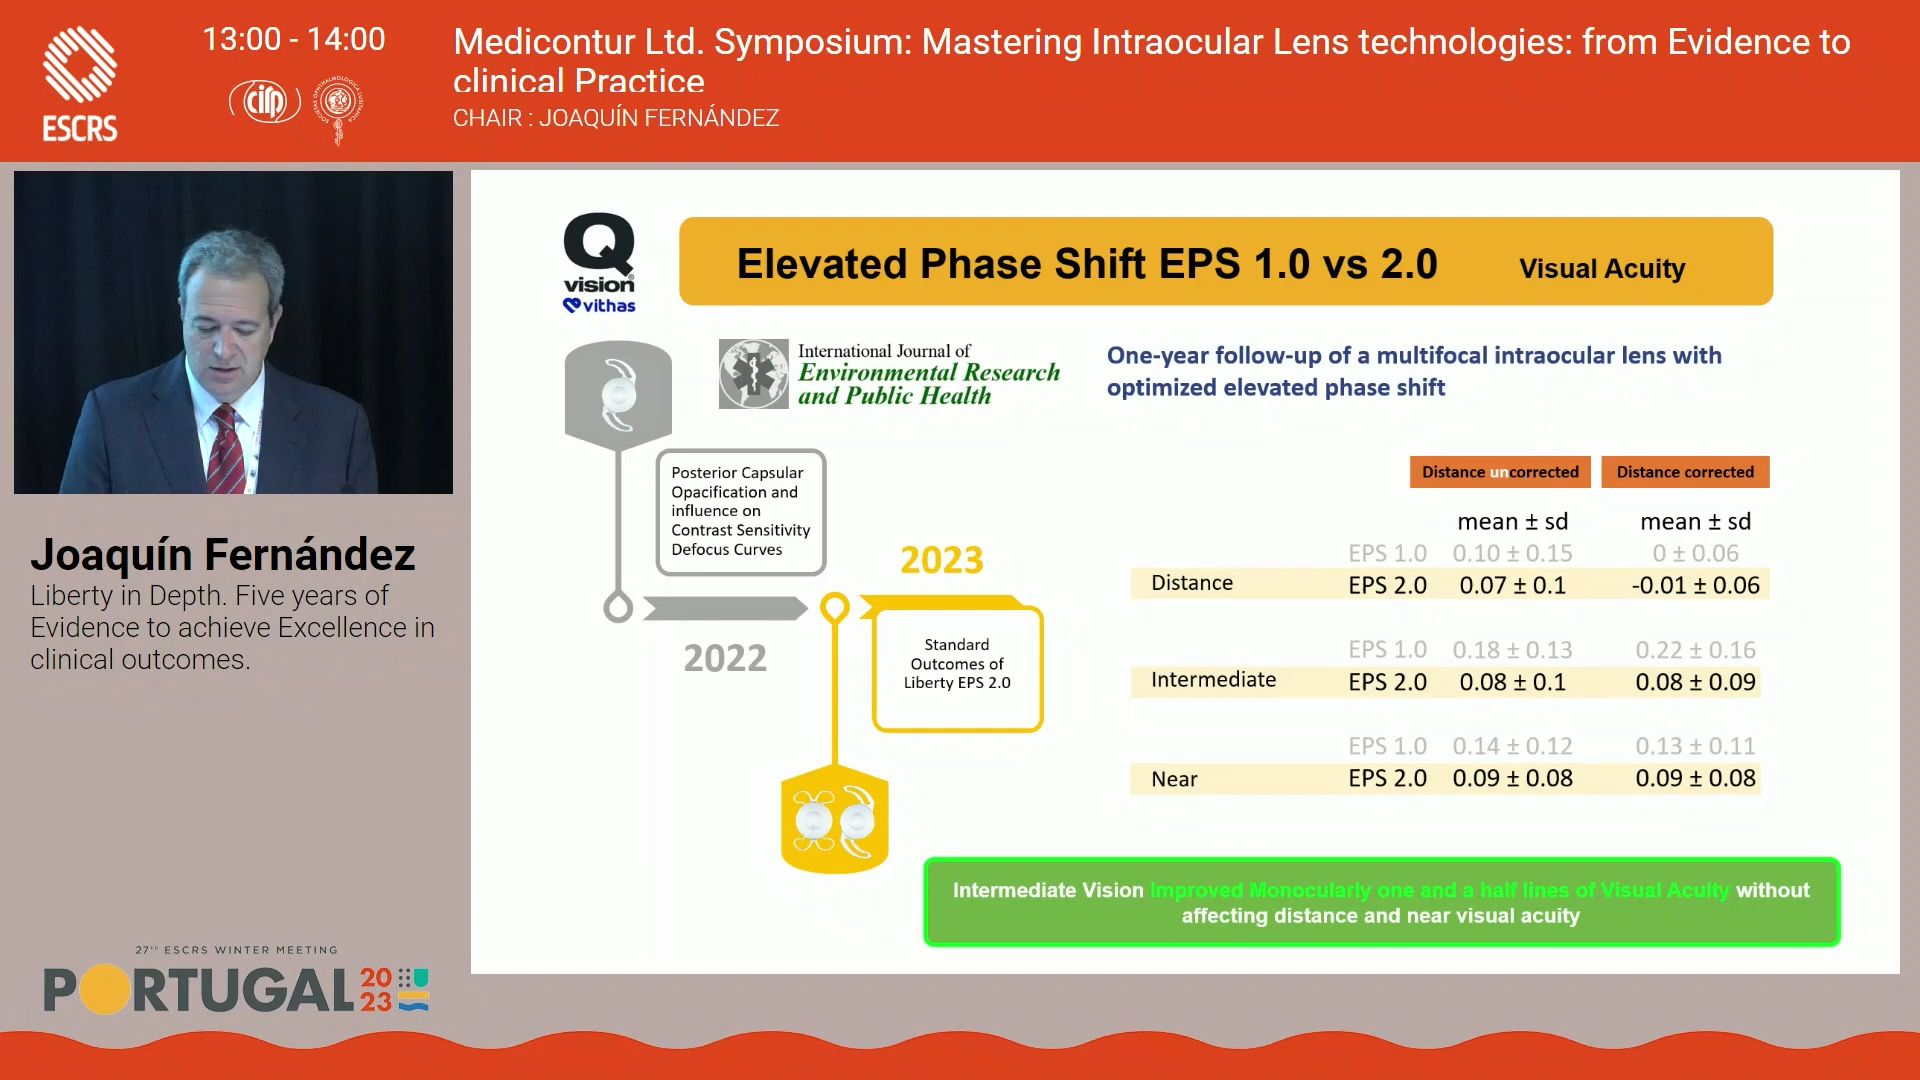 ESCRS
13:00 - 14:00
cirp
Medicontur Ltd. Symposium: Mastering Intraocular Lens technologies: from Evidence to
clinical Practice
CHAIR : JOAQUÍN FERNÁNDEZ
Joaquín Fernández
Liberty in Depth. Five years of
Evidence to achieve Excellence in
clinical outcomes.
27TH ESCRS WINTER MEETING
PORTUGAL 20
23
Q
vision®
vithas
Elevated Phase Shift EPS 1.0 vs 2.0 Visual Acuity
International Journal of
Environmental Research
and Public Health
One-year follow-up of a multifocal intraocular lens with
optimized elevated phase shift
Posterior Capsular
Opacification and
influence on
Contrast Sensitivity
Defocus Curves
2022
2023
Standard
Outcomes of
Liberty EPS 2.0
Distance uncorrected Distance corrected
mean ± sd mean ± sd
EPS 1.0 0.10 ± 0.15 0 ± 0.06
Distance EPS 2.0 0.07 ± 0.1 -0.01 ± 0.06
EPS 1.0 0.18 ± 0.13 0.22 ± 0.16
Intermediate EPS 2.0 0.08 ± 0.1 0.08 ± 0.09
EPS 1.0 0.14 ± 0.12 0.13 ± 0.11
Near EPS 2.0 0.09 ± 0.08 0.09 ± 0.08
Intermediate Vision Improved Monocularly one and a half lines of Visual Acuity without
affecting distance and near visual acuity